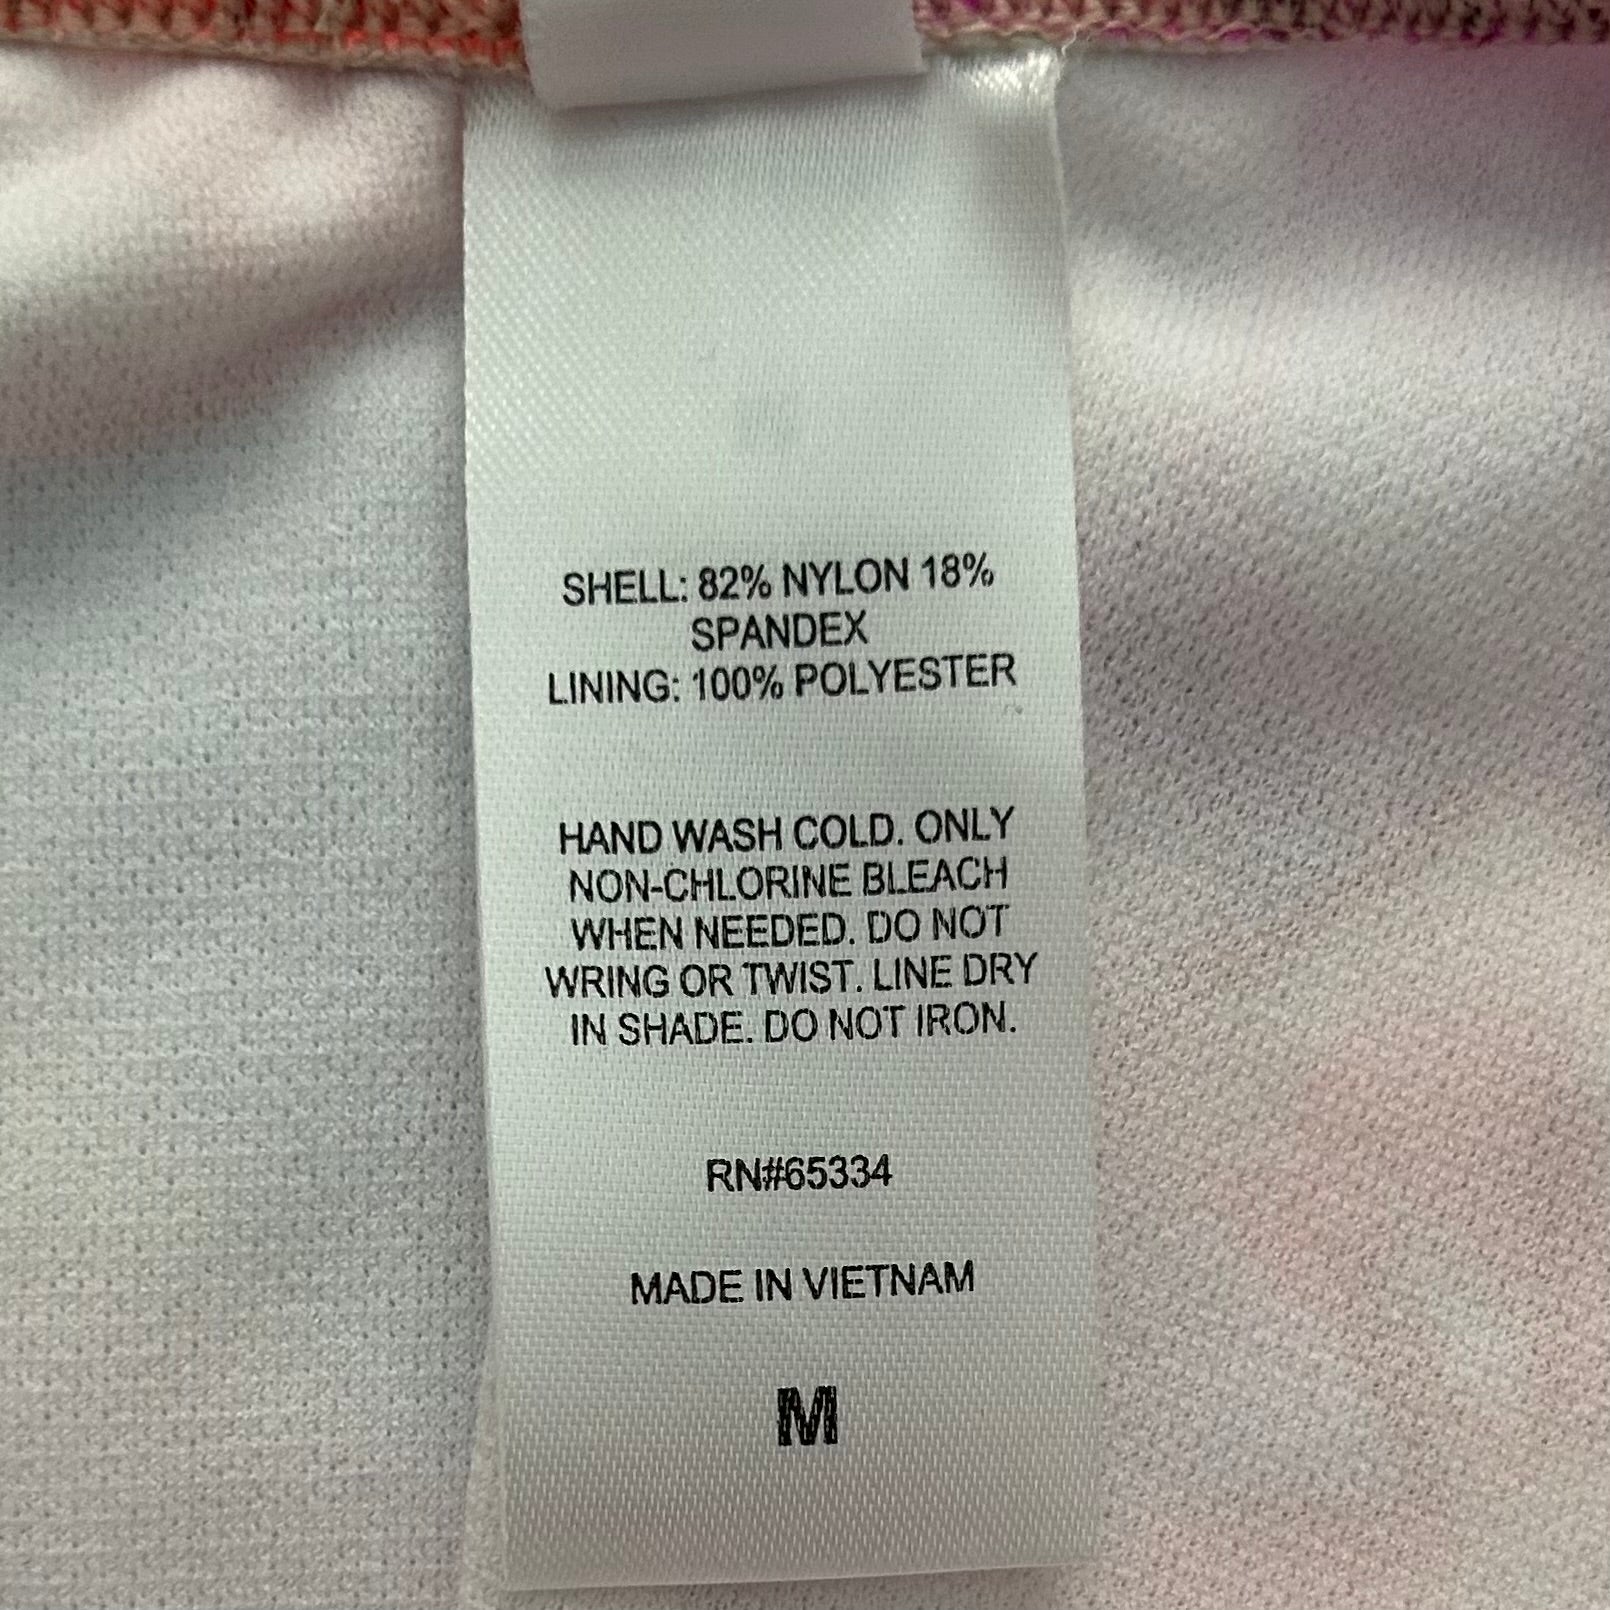 SHELL: 82% NYLON 18%
SPANDEX
LINING: 100% POLYESTER
HAND WASH COLD. ONLY
NON-CHLORINE BLEACH
WHEN NEEDED. DO NOT
WRING OR TWIST. LINE DRY
IN SHADE. DO NOT IRON.
RN#65334
MADE IN VIETNAM
M